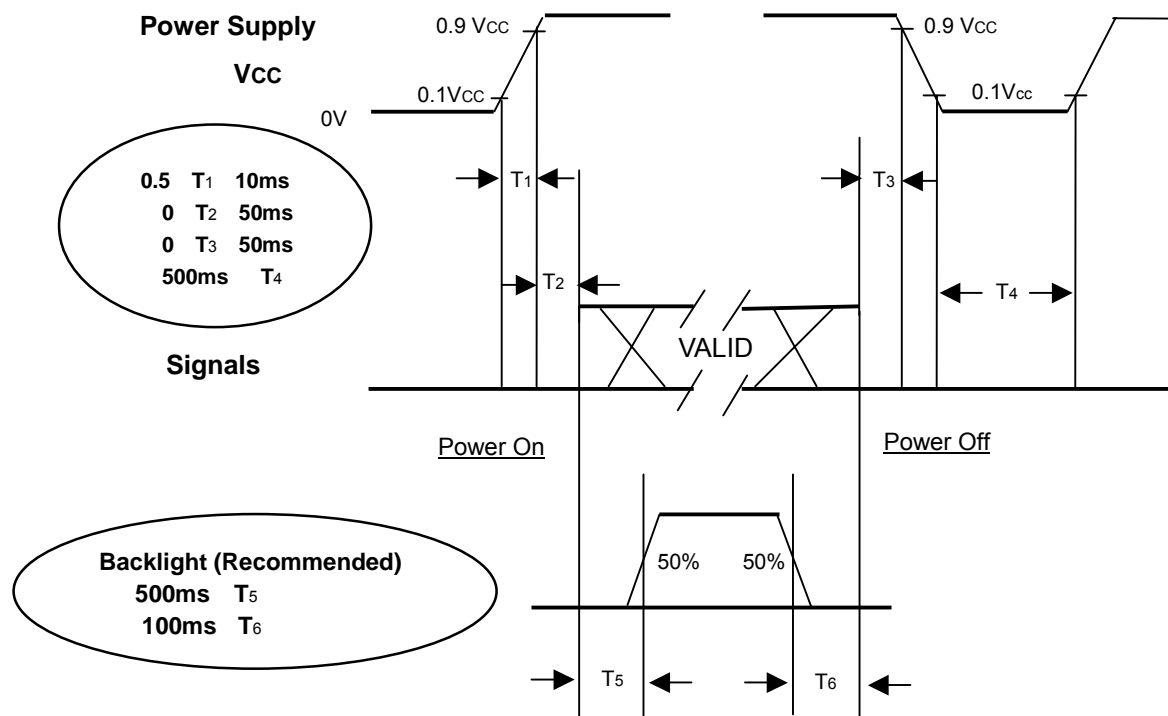 Power Supply
VCC
0.9 VCC
0.1VCC
0V
0.9 VCC
0.1Vcc
0.5 T1 10ms
0 T2 50ms
0 T3 50ms
500ms T4
T1
T3
T2
T4
Signals
VALID
Power On
Power Off
Backlight (Recommended)
500ms T5
100ms T6
50%
50%
T5
T6